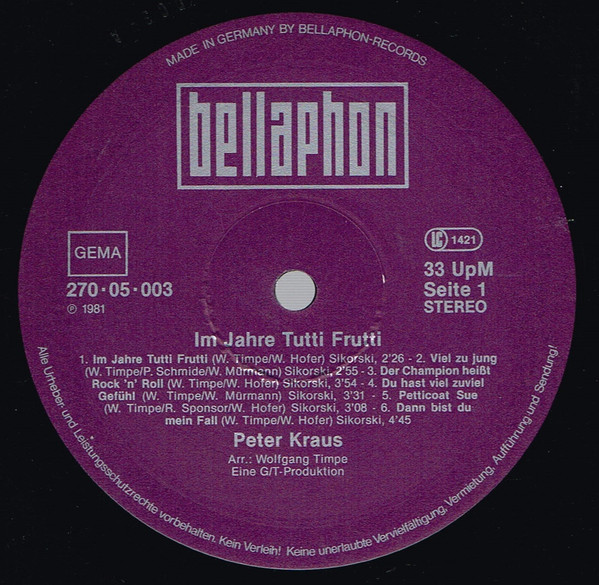 MADE IN GERMANY BY BELLAPHON-RECORDS
bellaphon
GEMA
270·05·003
℗ 1981
LC 1421
33 UpM
Seite 1
STEREO
Im Jahre Tutti Frutti
1. Im Jahre Tutti Frutti (W. Timpe/W. Hofer) Sikorski, 2'26 - 2. Viel zu jung
(W. Timpe/P. Schmide/W. Mürmann) Sikorski, 2'55 - 3. Der Champion heißt
Rock 'n' Roll (W. Timpe/W. Hofer) Sikorski, 3'54 - 4. Du hast viel zuviel
Gefühl (W. Timpe/W. Mürmann) Sikorski, 3'31 - 5. Petticoat Sue
(W. Timpe/R. Sponsor/W. Hofer) Sikorski, 3'08 - 6. Dann bist du
mein Fall (W. Timpe/W. Hofer) Sikorski, 4'45
Peter Kraus
Arr.: Wolfgang Timpe
Eine G/T-Produktion
Alle Urheber und Leistungsschutzrechte vorbehalten. Kein Verleih! Keine unerlaubte Vervielfältigung, Vermietung, Aufführung und Sendung!